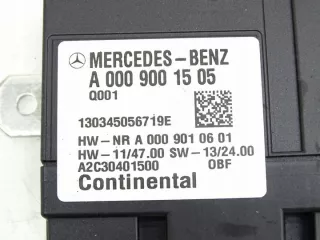 MERCEDES-BENZ
A 000 900 15 05
Q001
130345056719E
HW-NR A 000 901 06 01
HW-11/47.00 SW-13/24.00
A2C30401500 OBF
Continental